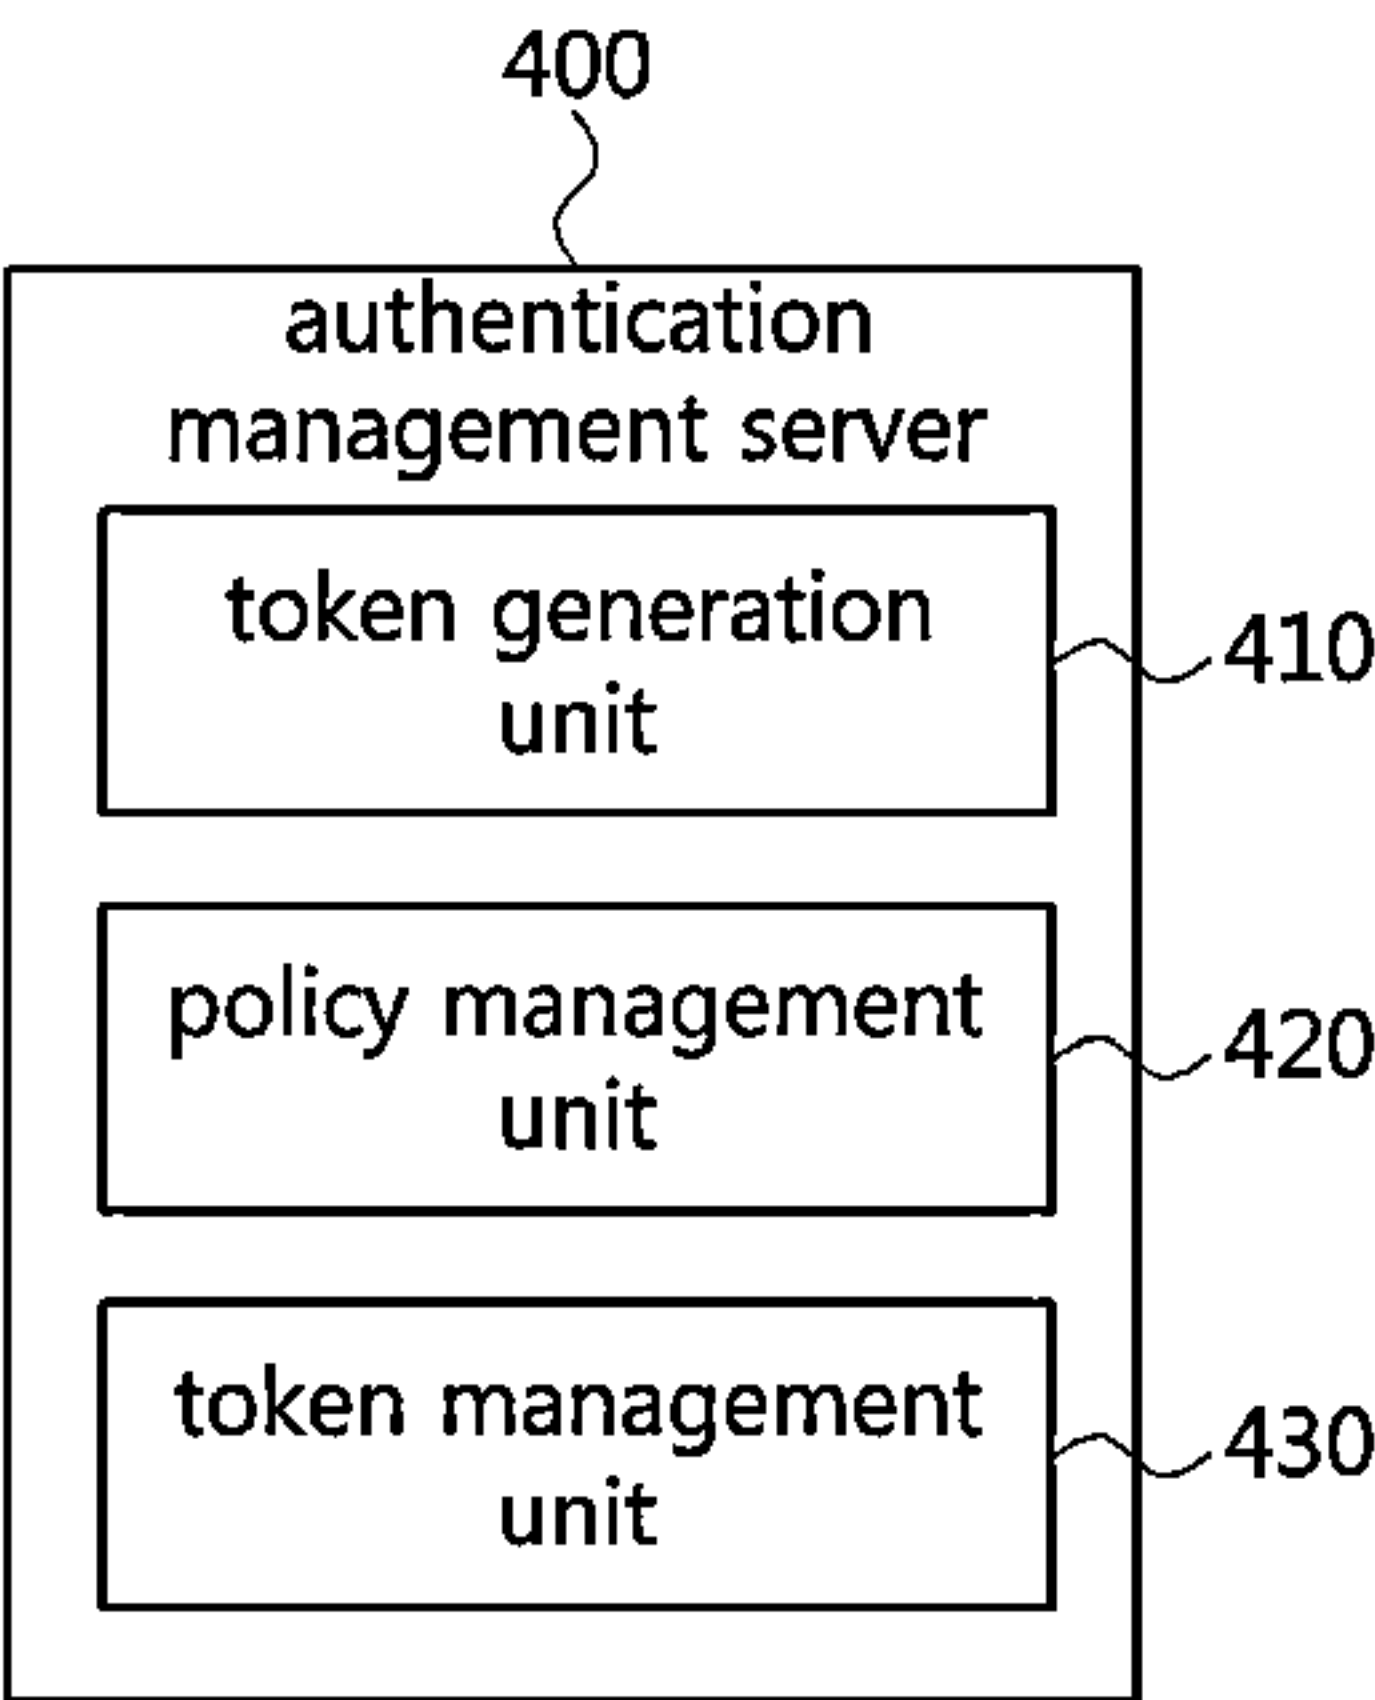 400
authentication
management server
token generation
unit
410
policy management
unit
420
token management
unit
430